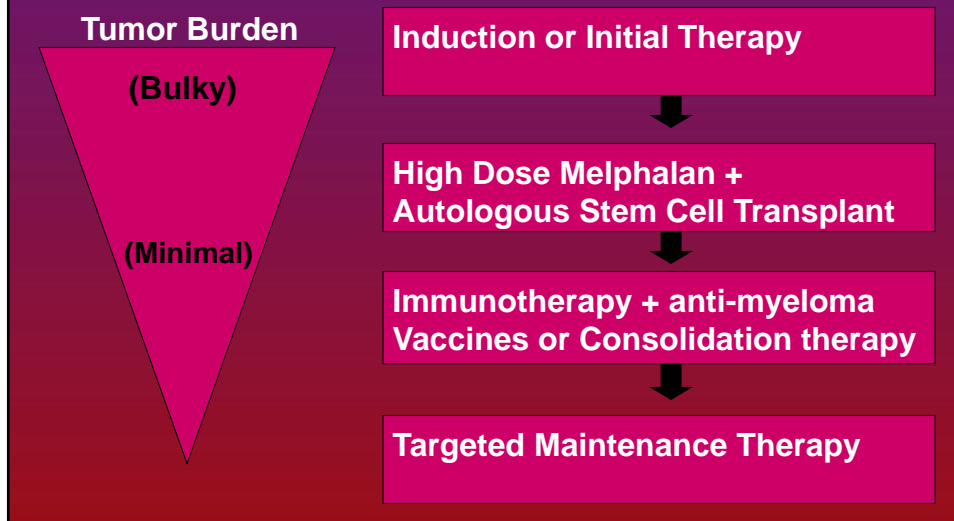 Tumor Burden
(Bulky)
(Minimal)
Induction or Initial Therapy
High Dose Melphalan +
Autologous Stem Cell Transplant
Immunotherapy + anti-myeloma
Vaccines or Consolidation therapy
Targeted Maintenance Therapy